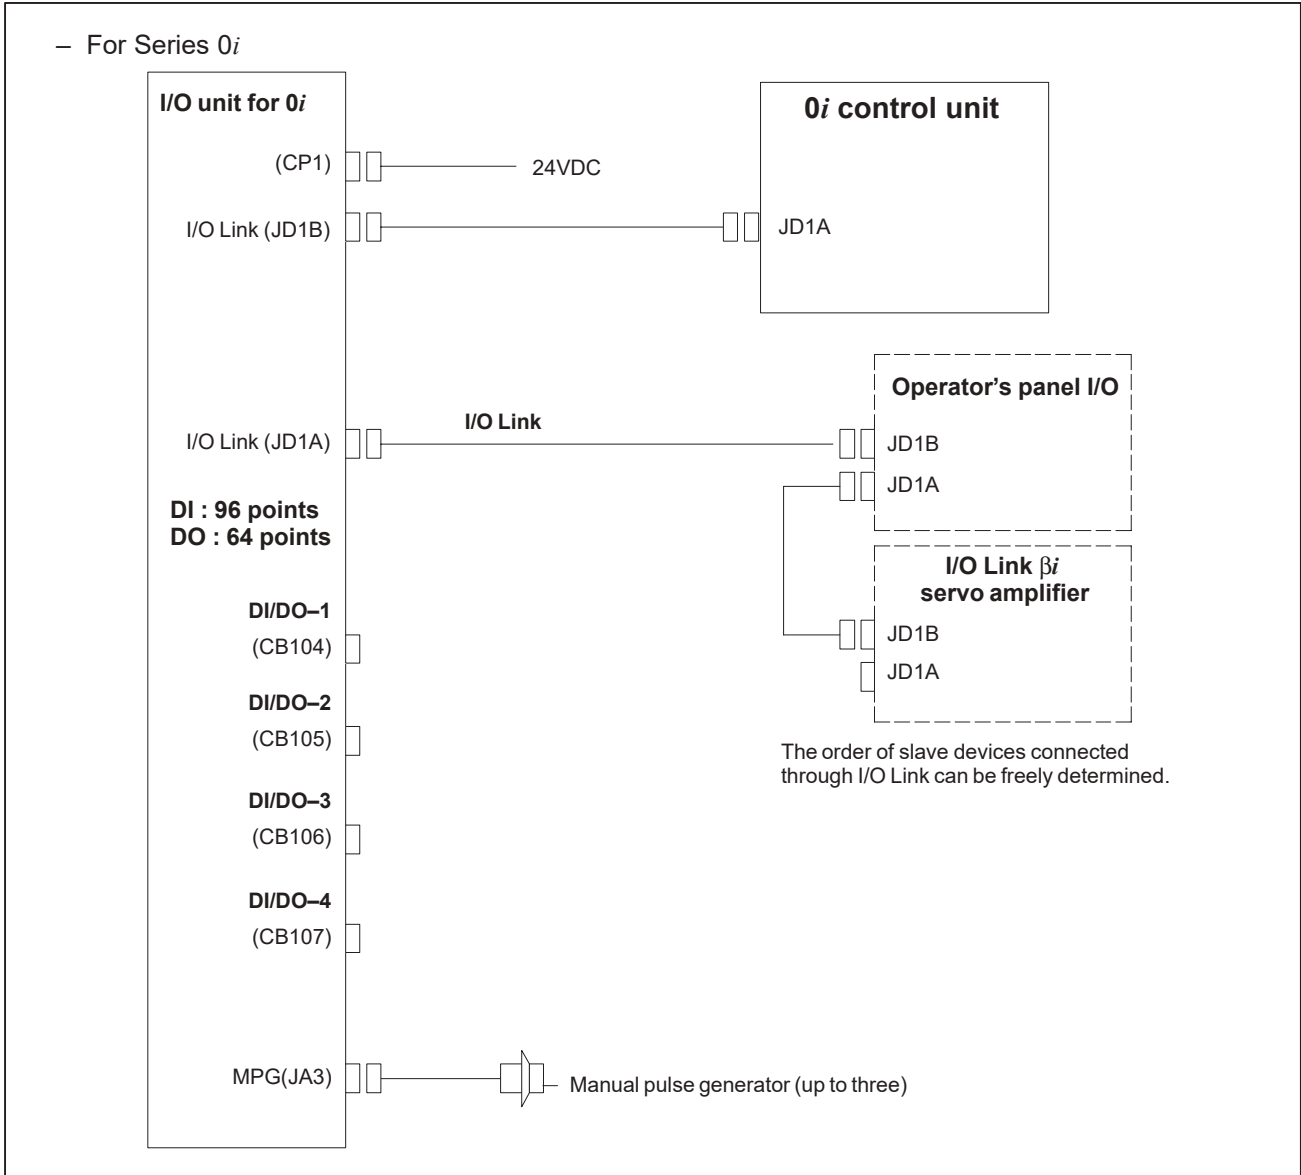 – For Series 0i
I/O unit for 0i
0i control unit
(CP1)
24VDC
I/O Link (JD1B)
JD1A
Operator’s panel I/O
I/O Link
I/O Link (JD1A)
JD1B
JD1A
DI : 96 points
DO : 64 points
I/O Link βi
servo amplifier
DI/DO–1
(CB104)
JD1B
JD1A
DI/DO–2
(CB105)
The order of slave devices connected
through I/O Link can be freely determined.
DI/DO–3
(CB106)
DI/DO–4
(CB107)
MPG(JA3)
Manual pulse generator (up to three)